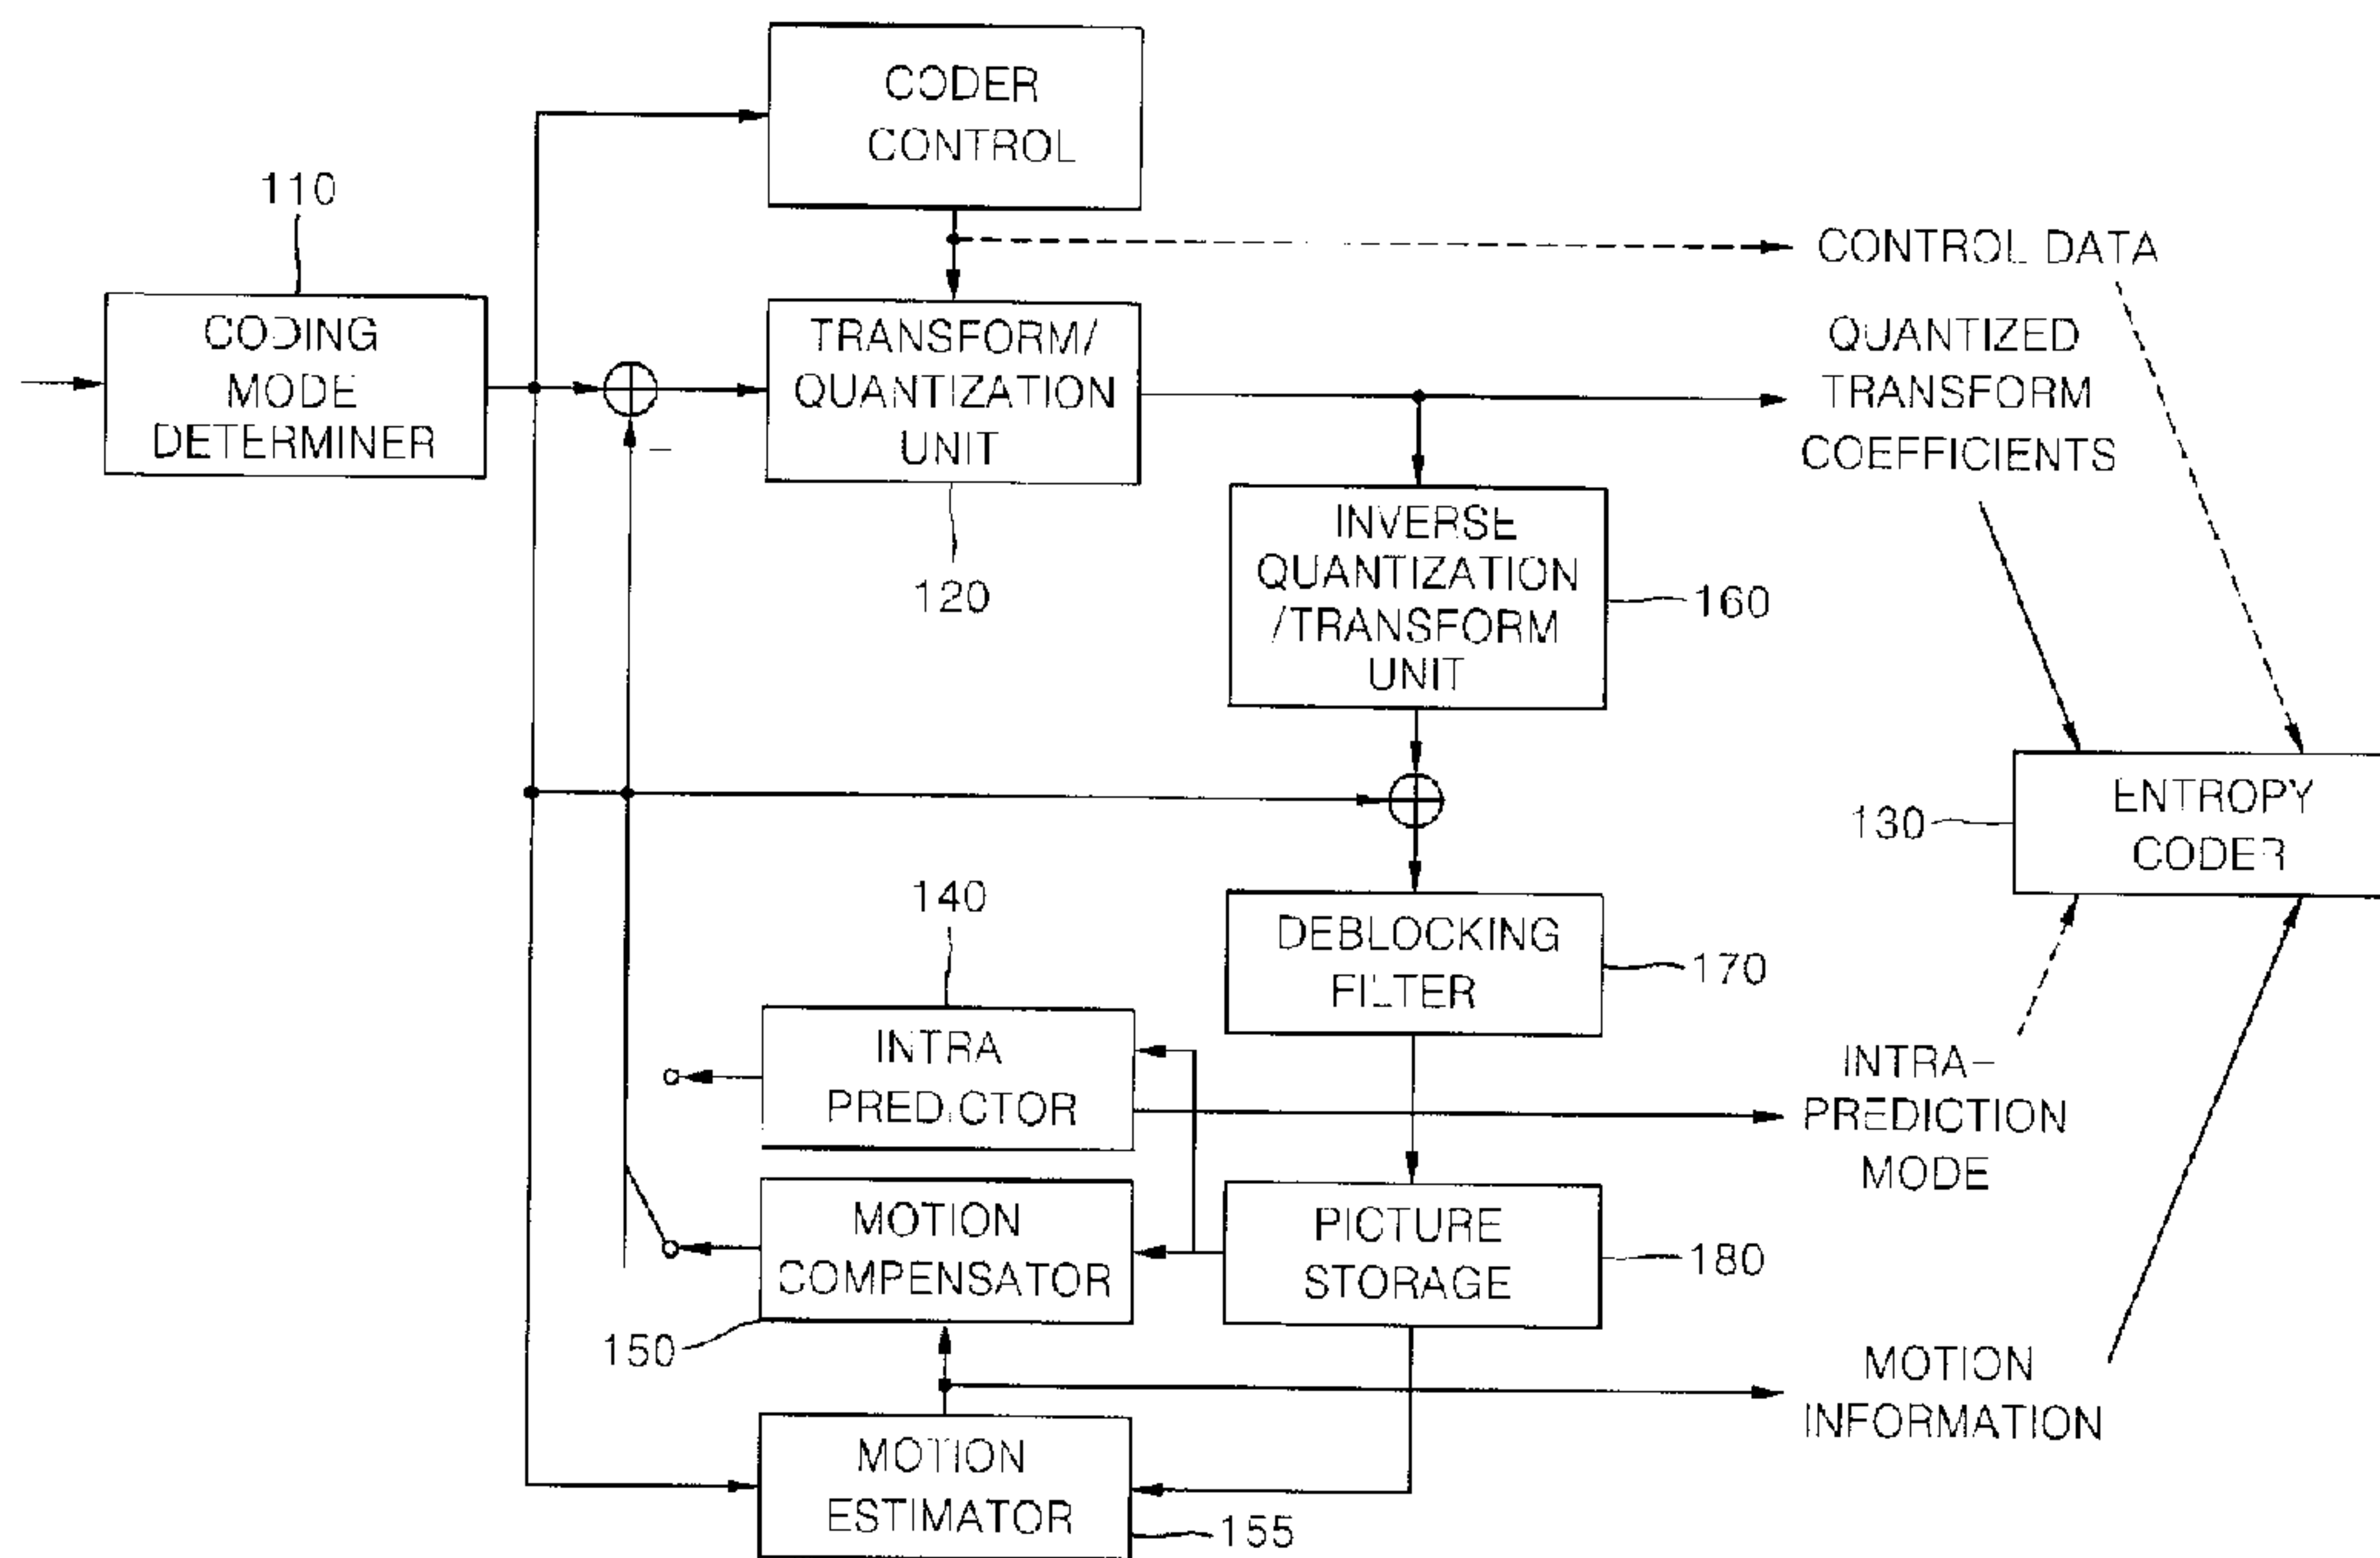 CODER
CONTROL
110
CONTROL DATA
CODING
MODE
DETERMINER
TRANSFORM/
QUANTIZATION
UNIT
QUANTIZED
TRANSFORM
COEFFICIENTS
–
120
INVERSE
QUANTIZATION
/TRANSFORM
UNIT
160
ENTROPY
CODER
130
140
DEBLOCKING
FILTER
170
INTRA
PREDICTOR
INTRA-
PREDICTION
MODE
MOTION
COMPENSATOR
150
PICTURE
STORAGE
180
MOTION
INFORMATION
MOTION
ESTIMATOR
155